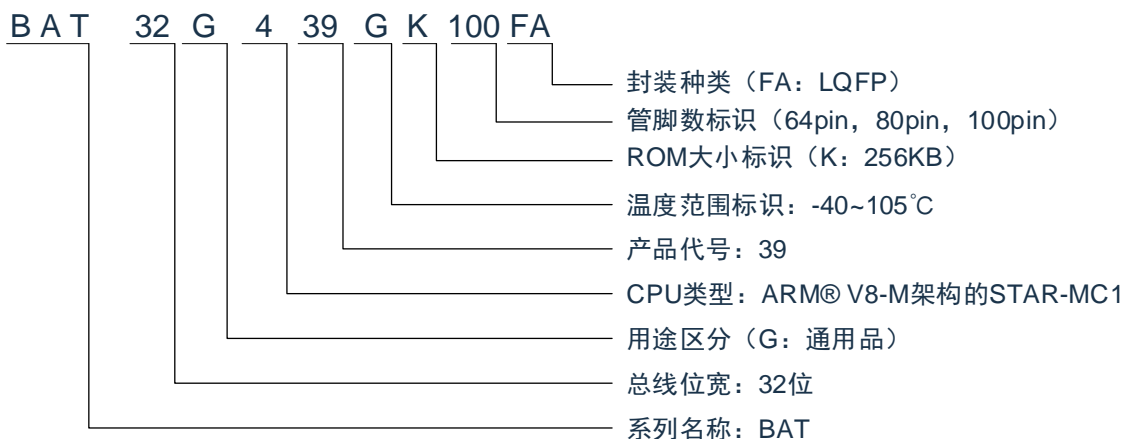 BAT 32 G 4 39 G K 100 FA
封装种类（FA：LQFP）
管脚数标识（64pin，80pin，100pin）
ROM大小标识（K：256KB）
温度范围标识：-40~105℃
产品代号：39
CPU类型：ARM® V8-M架构的STAR-MC1
用途区分（G：通用品）
总线位宽：32位
系列名称：BAT